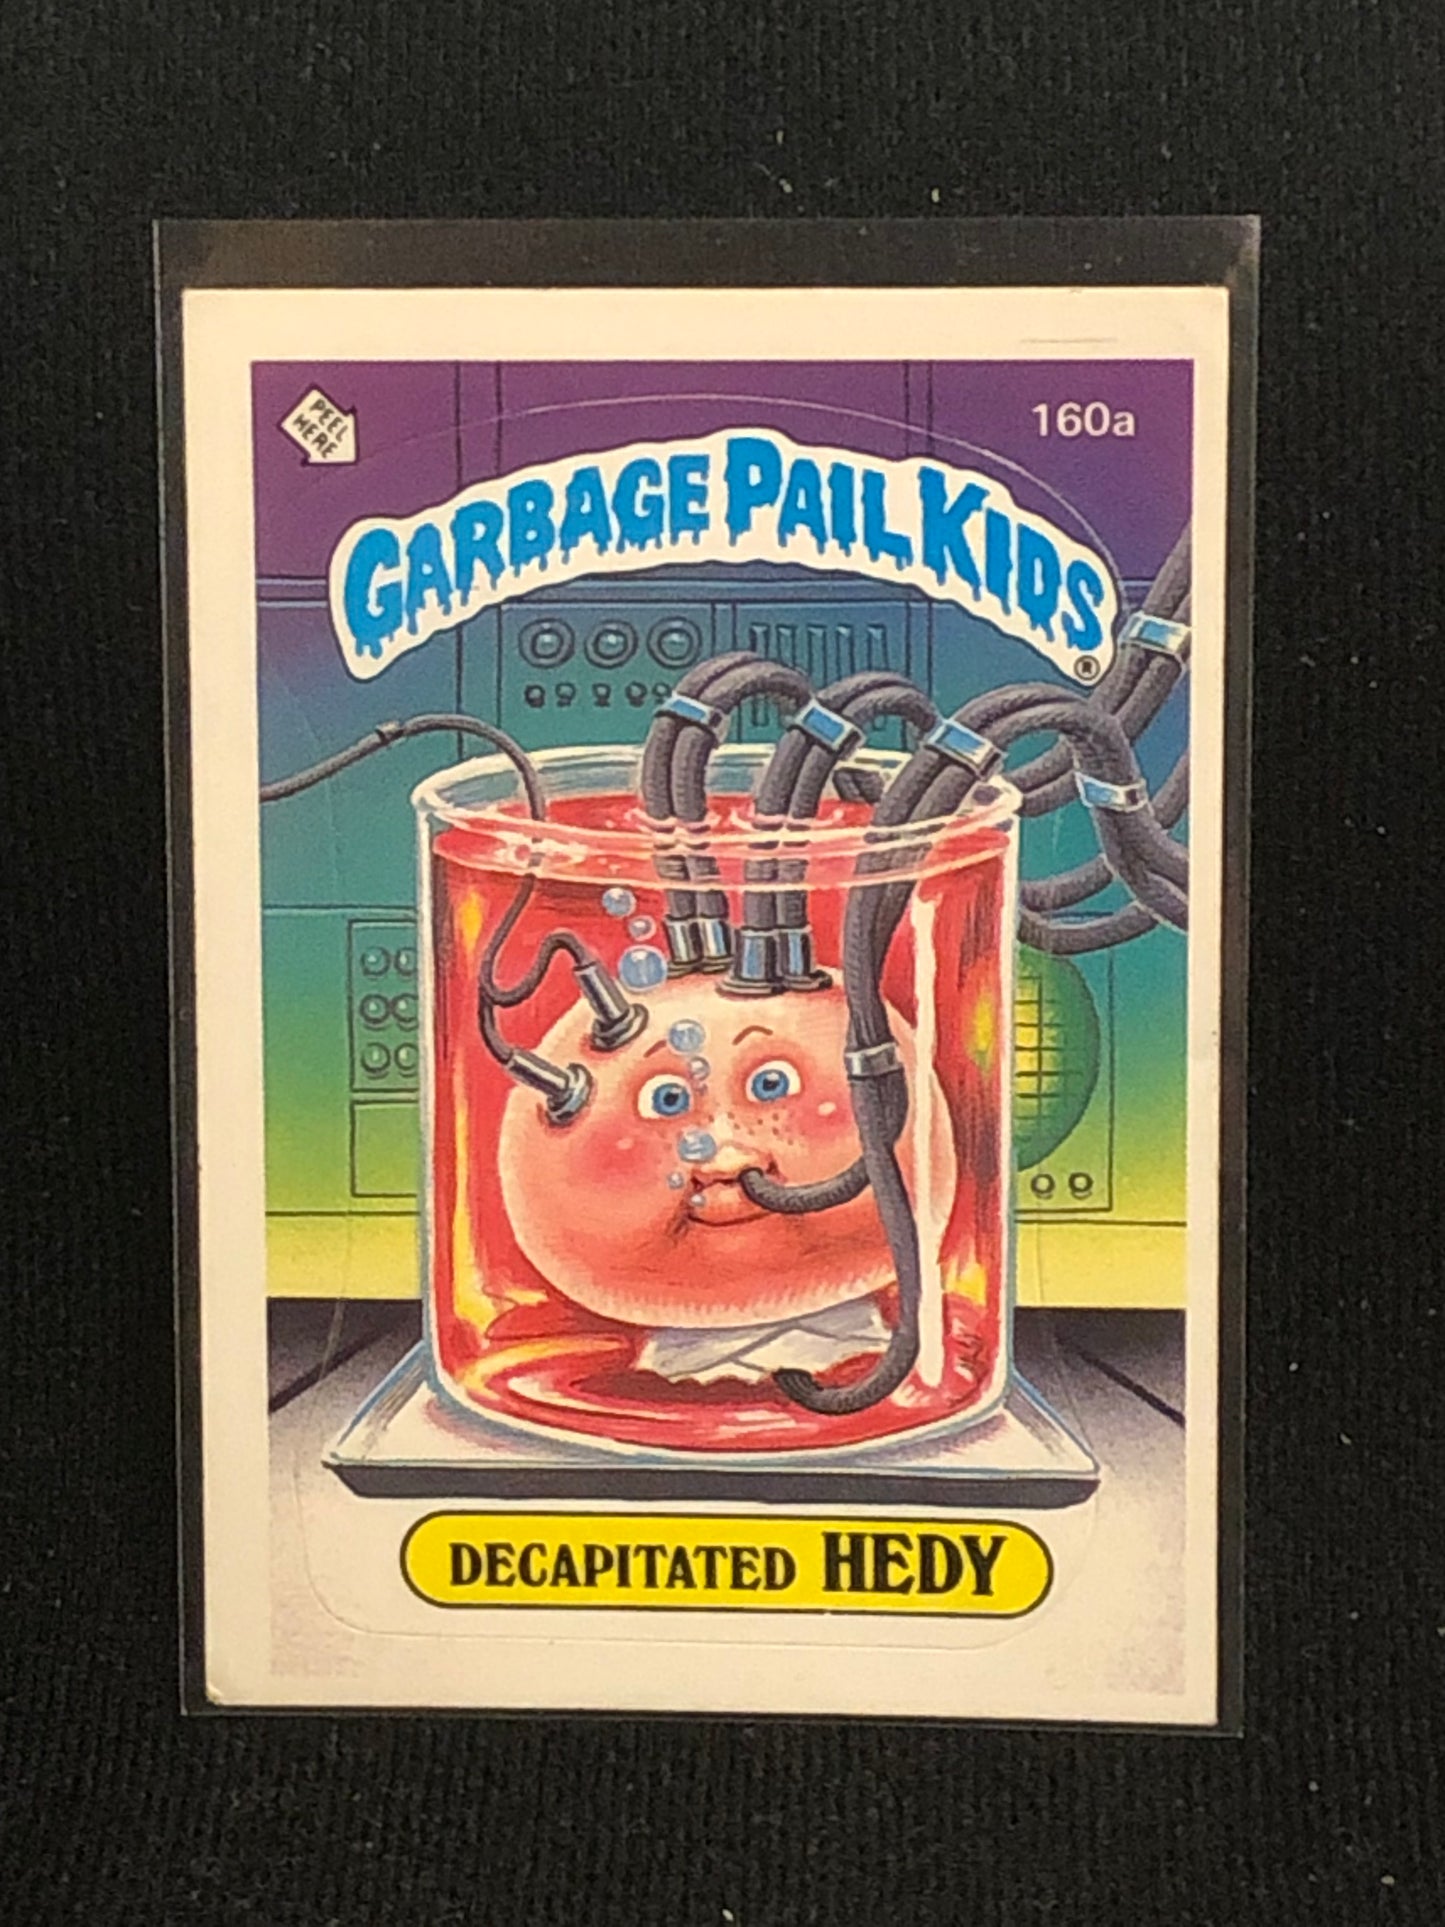 PEEL
HERE
160a
GARBAGE PAIL KIDS
®
DECAPITATED HEDY